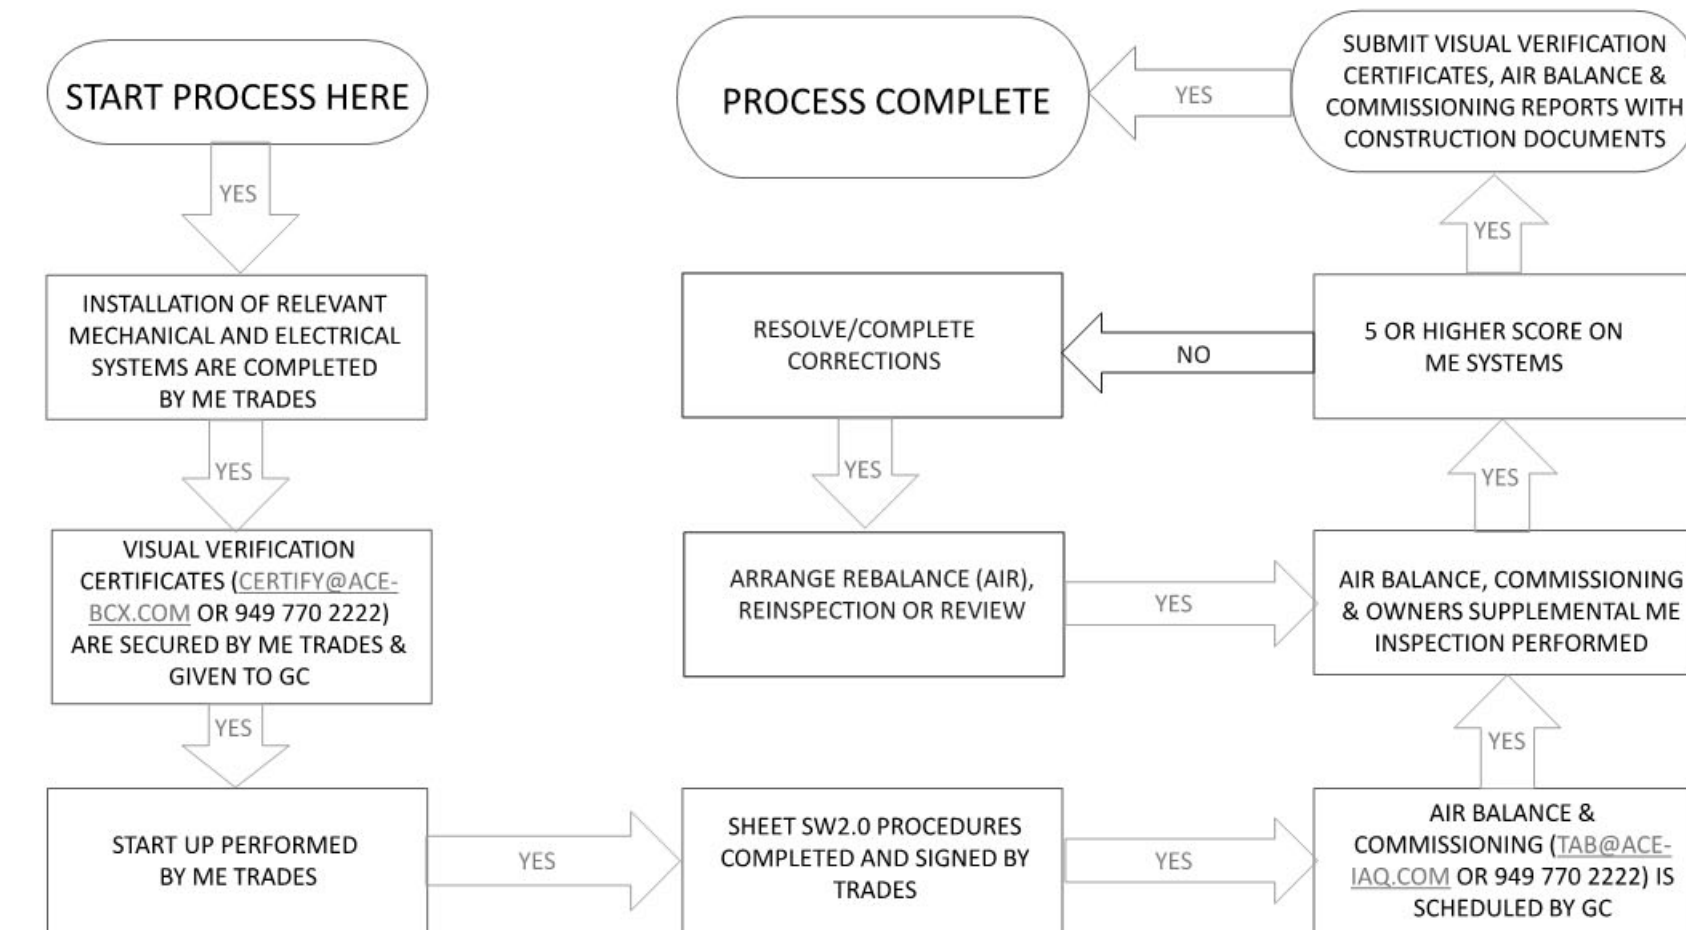 START PROCESS HERE
YES
INSTALLATION OF RELEVANT
MECHANICAL AND ELECTRICAL
SYSTEMS ARE COMPLETED
BY ME TRADES
YES
VISUAL VERIFICATION
CERTIFICATES (CERTIFY@ACE-
BCX.COM OR 949 770 2222)
ARE SECURED BY ME TRADES &
GIVEN TO GC
YES
START UP PERFORMED
BY ME TRADES
YES
SHEET SW2.0 PROCEDURES
COMPLETED AND SIGNED BY
TRADES
YES
AIR BALANCE &
COMMISSIONING (TAB@ACE-
IAQ.COM OR 949 770 2222) IS
SCHEDULED BY GC
YES
AIR BALANCE, COMMISSIONING
& OWNERS SUPPLEMENTAL ME
INSPECTION PERFORMED
YES
5 OR HIGHER SCORE ON
ME SYSTEMS
NO
RESOLVE/COMPLETE
CORRECTIONS
YES
ARRANGE REBALANCE (AIR),
REINSPECTION OR REVIEW
YES
YES
SUBMIT VISUAL VERIFICATION
CERTIFICATES, AIR BALANCE &
COMMISSIONING REPORTS WITH
CONSTRUCTION DOCUMENTS
YES
PROCESS COMPLETE